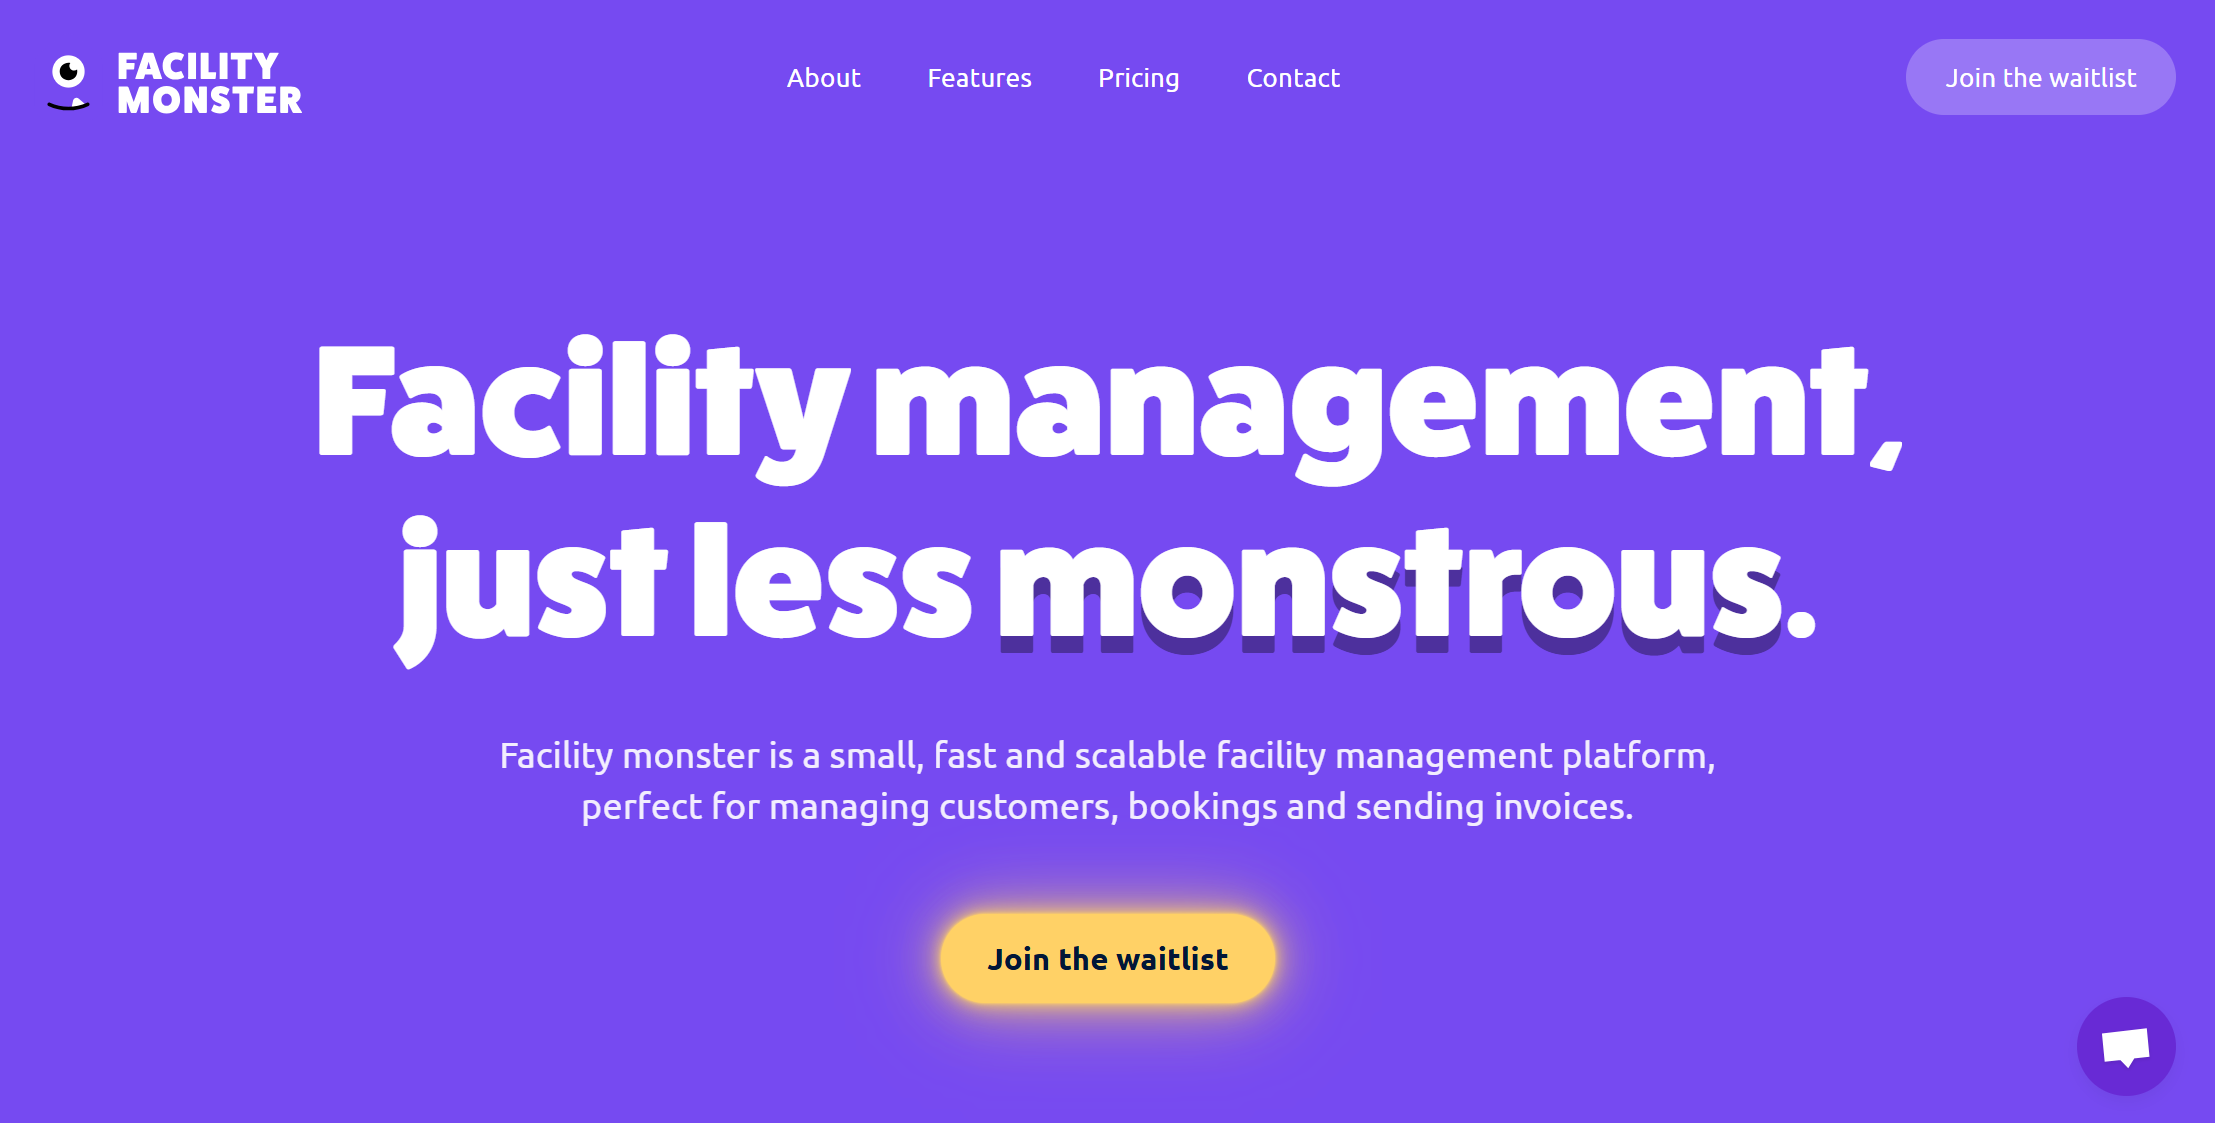 FACILITY
MONSTER
About
Features
Pricing
Contact
Join the waitlist
Facility management,
just less monstrous.
Facility monster is a small, fast and scalable facility management platform,
perfect for managing customers, bookings and sending invoices.
Join the waitlist